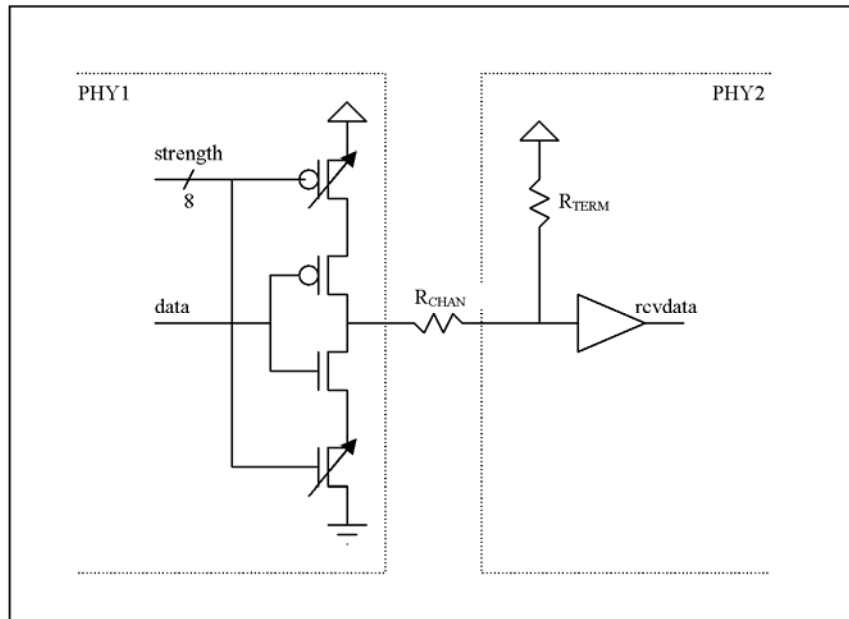 PHY1
PHY2
strength
8
R_TERM
data
R_CHAN
rcvdata